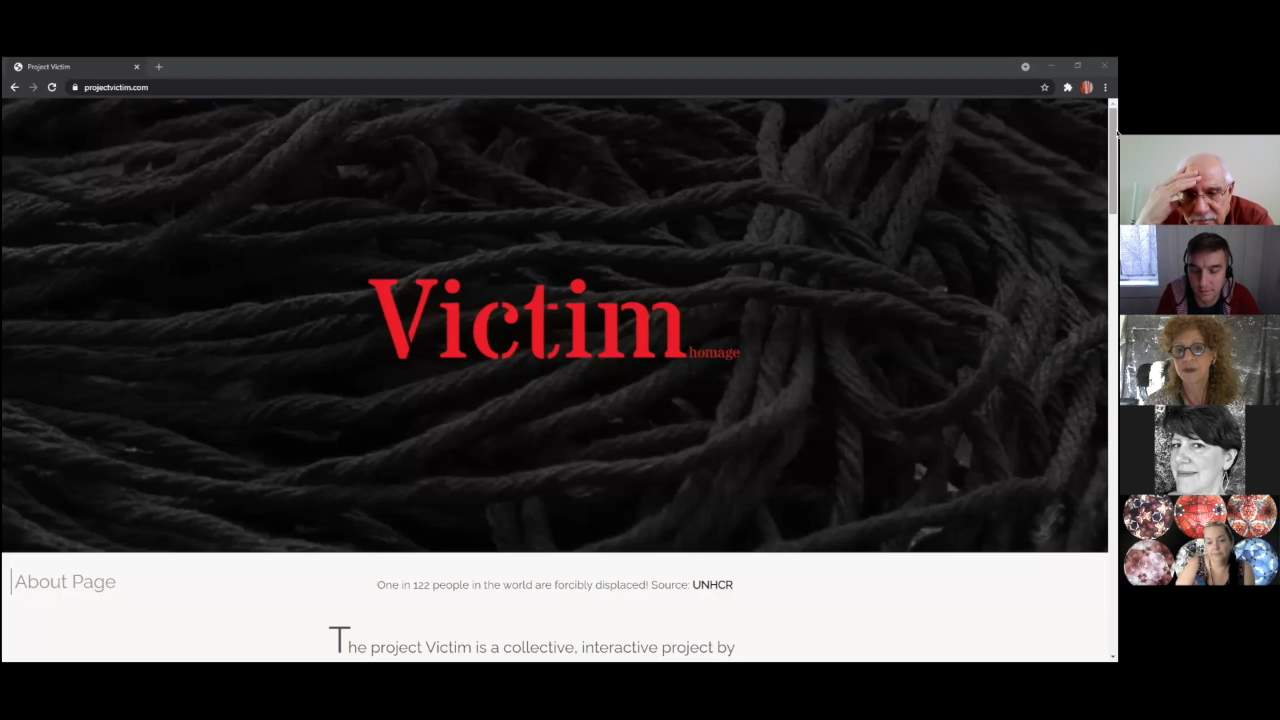 Project Victim
projectvictim.com
Victim
homage
About Page
One in 122 people in the world are forcibly displaced! Source: UNHCR
The project Victim is a collective, interactive project by